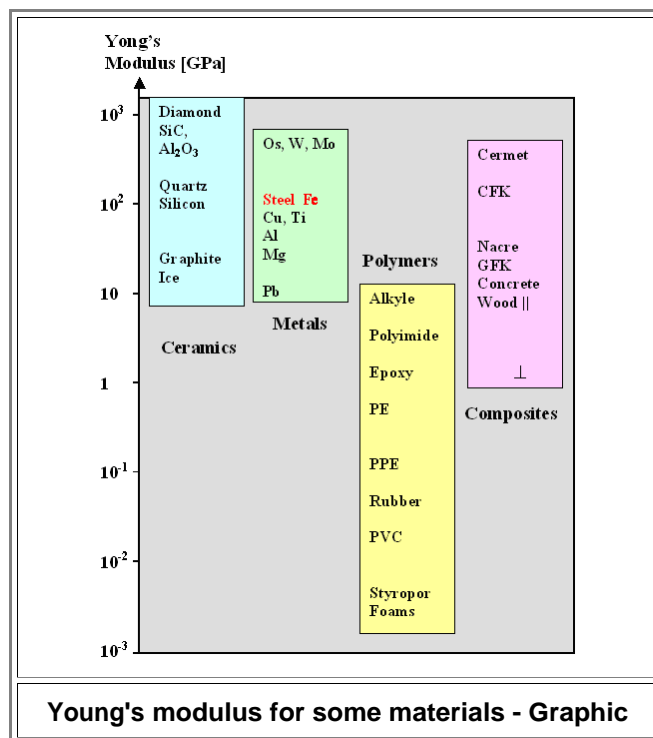 Yong's
Modulus [GPa]
10³
10²
10
1
10⁻¹
10⁻²
10⁻³
Diamond
SiC,
Al₂O₃
Quartz
Silicon
Graphite
Ice
Ceramics
Os, W, Mo
Steel Fe
Cu, Ti
Al
Mg
Pb
Metals
Polymers
Alkyle
Polyimide
Epoxy
PE
PPE
Rubber
PVC
Styropor
Foams
Cermet
CFK
Nacre
GFK
Concrete
Wood ||
⊥
Composites
Young's modulus for some materials - Graphic